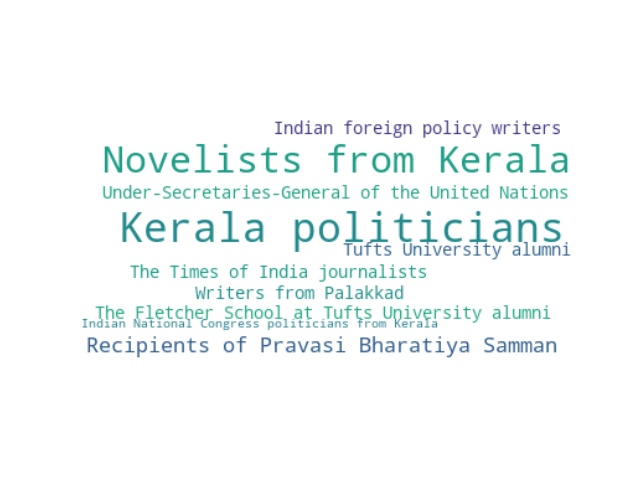 Indian foreign policy writers
Novelists from Kerala
Under-Secretaries-General of the United Nations
Kerala politicians
Tufts University alumni
The Times of India journalists
Writers from Palakkad
The Fletcher School at Tufts University alumni
Indian National Congress politicians from Kerala
Recipients of Pravasi Bharatiya Samman